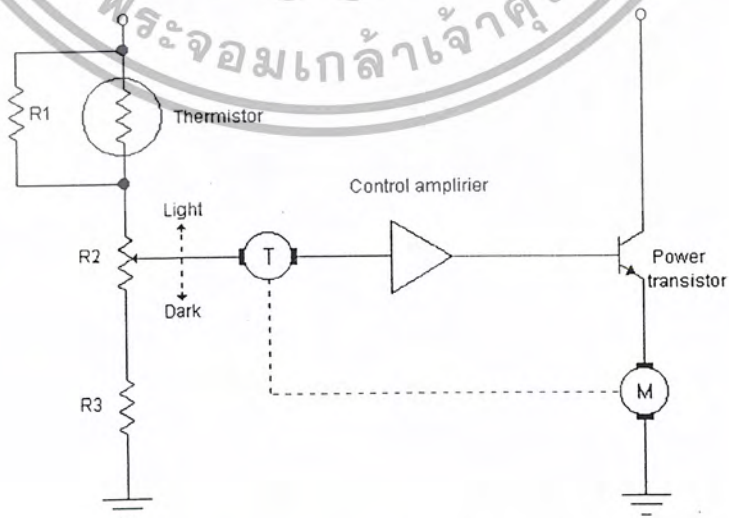 พระจอมเกล้าเจ้าคุณ
R1
Thermistor
Control amplirier
Light
R2
T
Power
transistor
Dark
R3
M